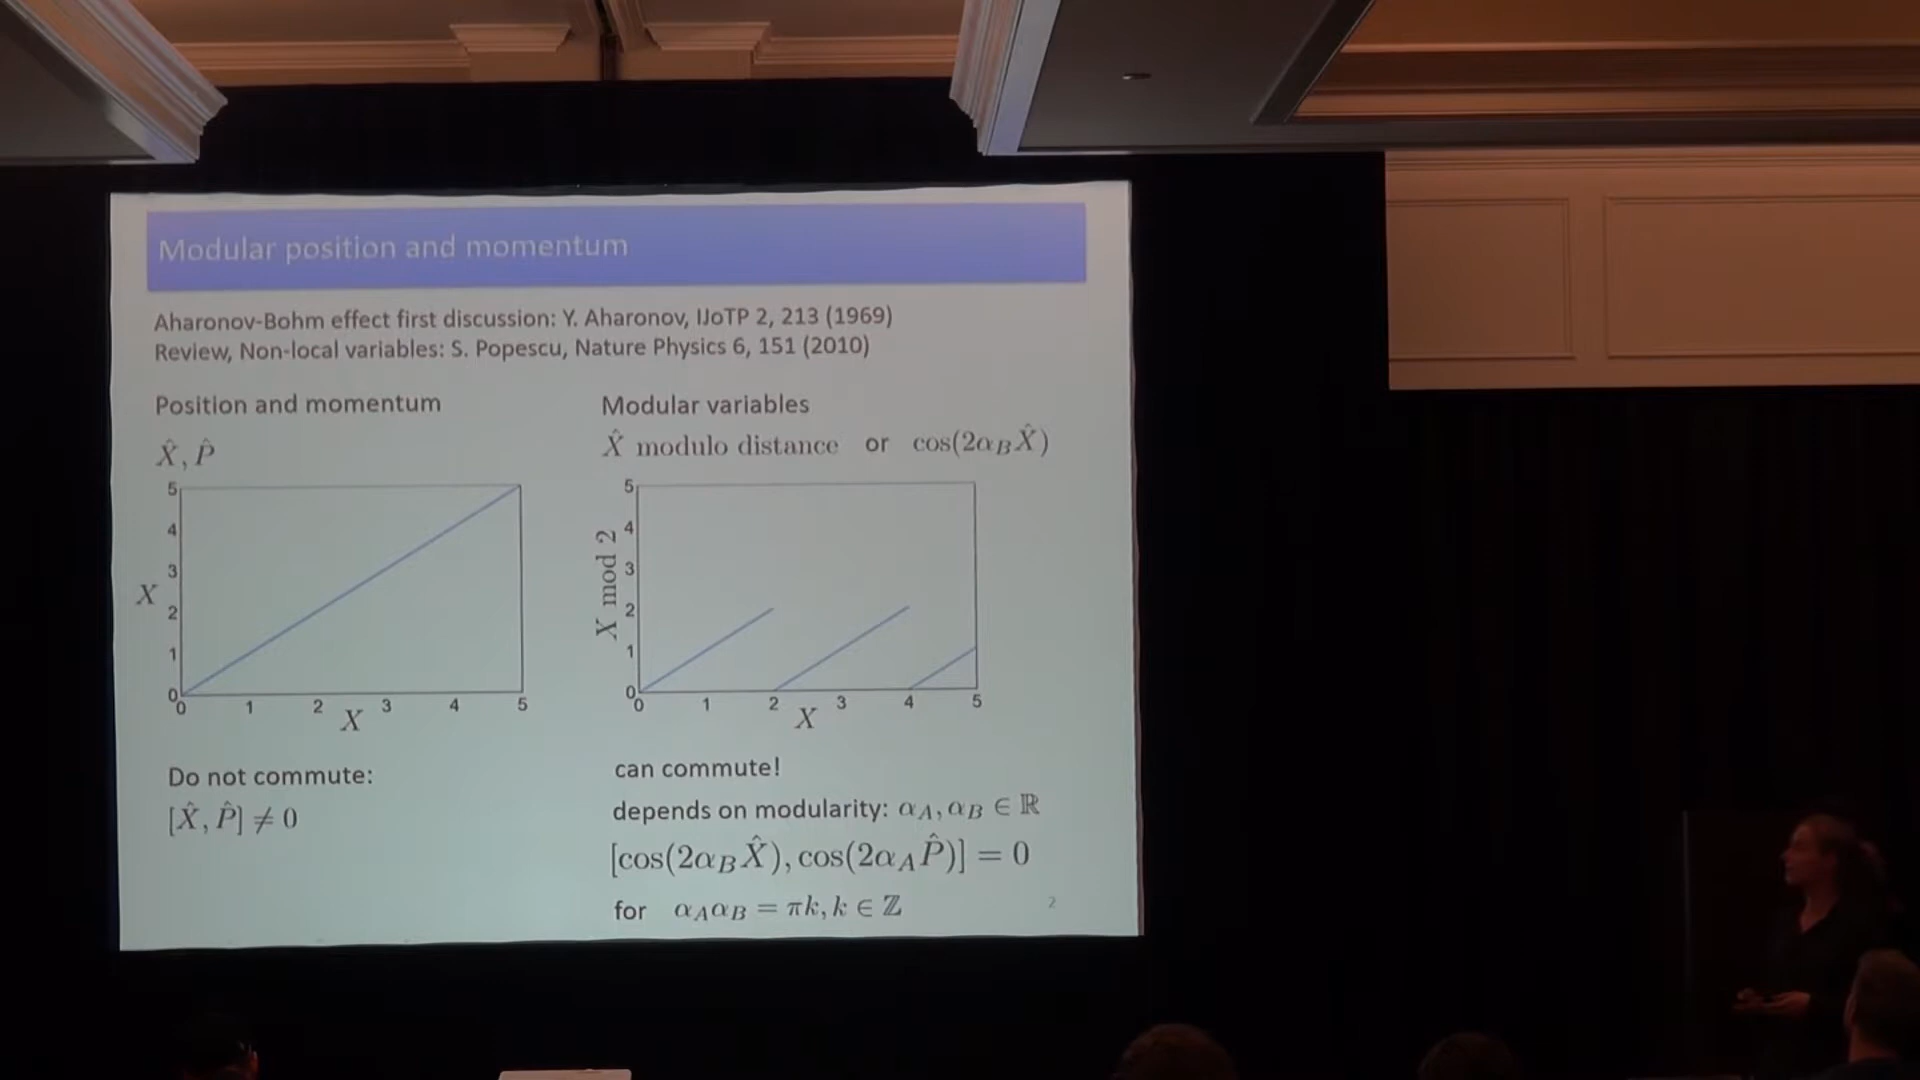 Modular position and momentum
Aharonov-Bohm effect first discussion: Y. Aharonov, IJoTP 2, 213 (1969)
Review, Non-local variables: S. Popescu, Nature Physics 6, 151 (2010)
Position and momentum
X̂, P̂
5
4
3
2
1
0
X
0 1 2 3 4 5
X
Do not commute:
[X̂, P̂] ≠ 0
Modular variables
X̂ modulo distance or cos(2α_B X̂)
5
4
3
2
1
0
X mod 2
0 1 2 3 4 5
X
can commute!
depends on modularity: α_A, α_B ∈ ℝ
[cos(2α_B X̂), cos(2α_A P̂)] = 0
for α_A α_B = πk, k ∈ ℤ
2